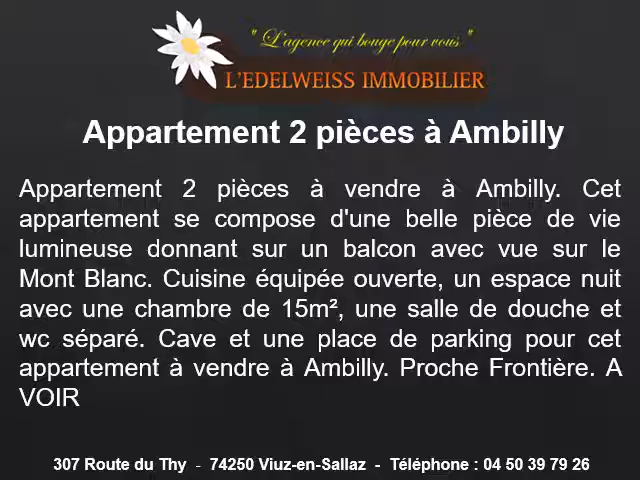 " L'agence qui bouge pour vous "
L'EDELWEISS IMMOBILIER
Appartement 2 pièces à Ambilly
Appartement 2 pièces à vendre à Ambilly. Cet
appartement se compose d'une belle pièce de vie
lumineuse donnant sur un balcon avec vue sur le
Mont Blanc. Cuisine équipée ouverte, un espace nuit
avec une chambre de 15m², une salle de douche et
wc séparé. Cave et une place de parking pour cet
appartement à vendre à Ambilly. Proche Frontière. A
VOIR
307 Route du Thy - 74250 Viuz-en-Sallaz - Téléphone : 04 50 39 79 26